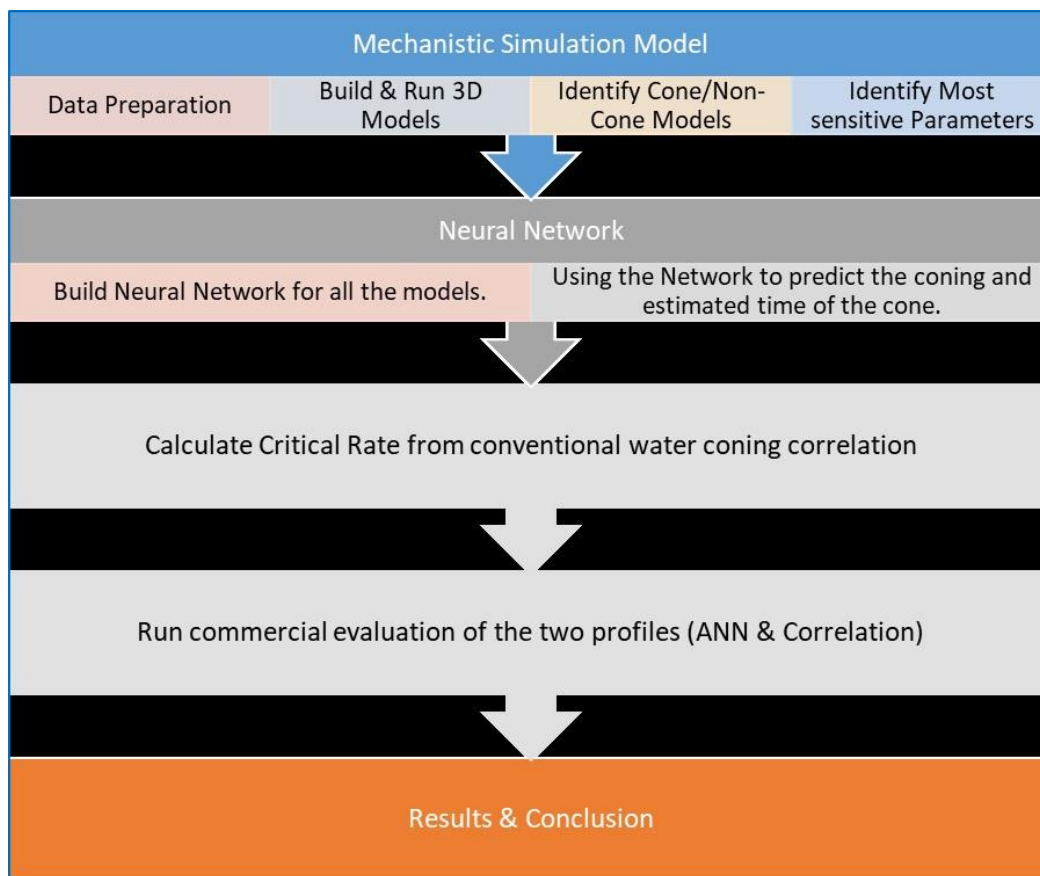 Mechanistic Simulation Model
Data Preparation
Build & Run 3D
Models
Identify Cone/Non-
Cone Models
Identify Most
sensitive Parameters
Neural Network
Build Neural Network for all the models.
Using the Network to predict the coning and
estimated time of the cone.
Calculate Critical Rate from conventional water coning correlation
Run commercial evaluation of the two profiles (ANN & Correlation)
Results & Conclusion